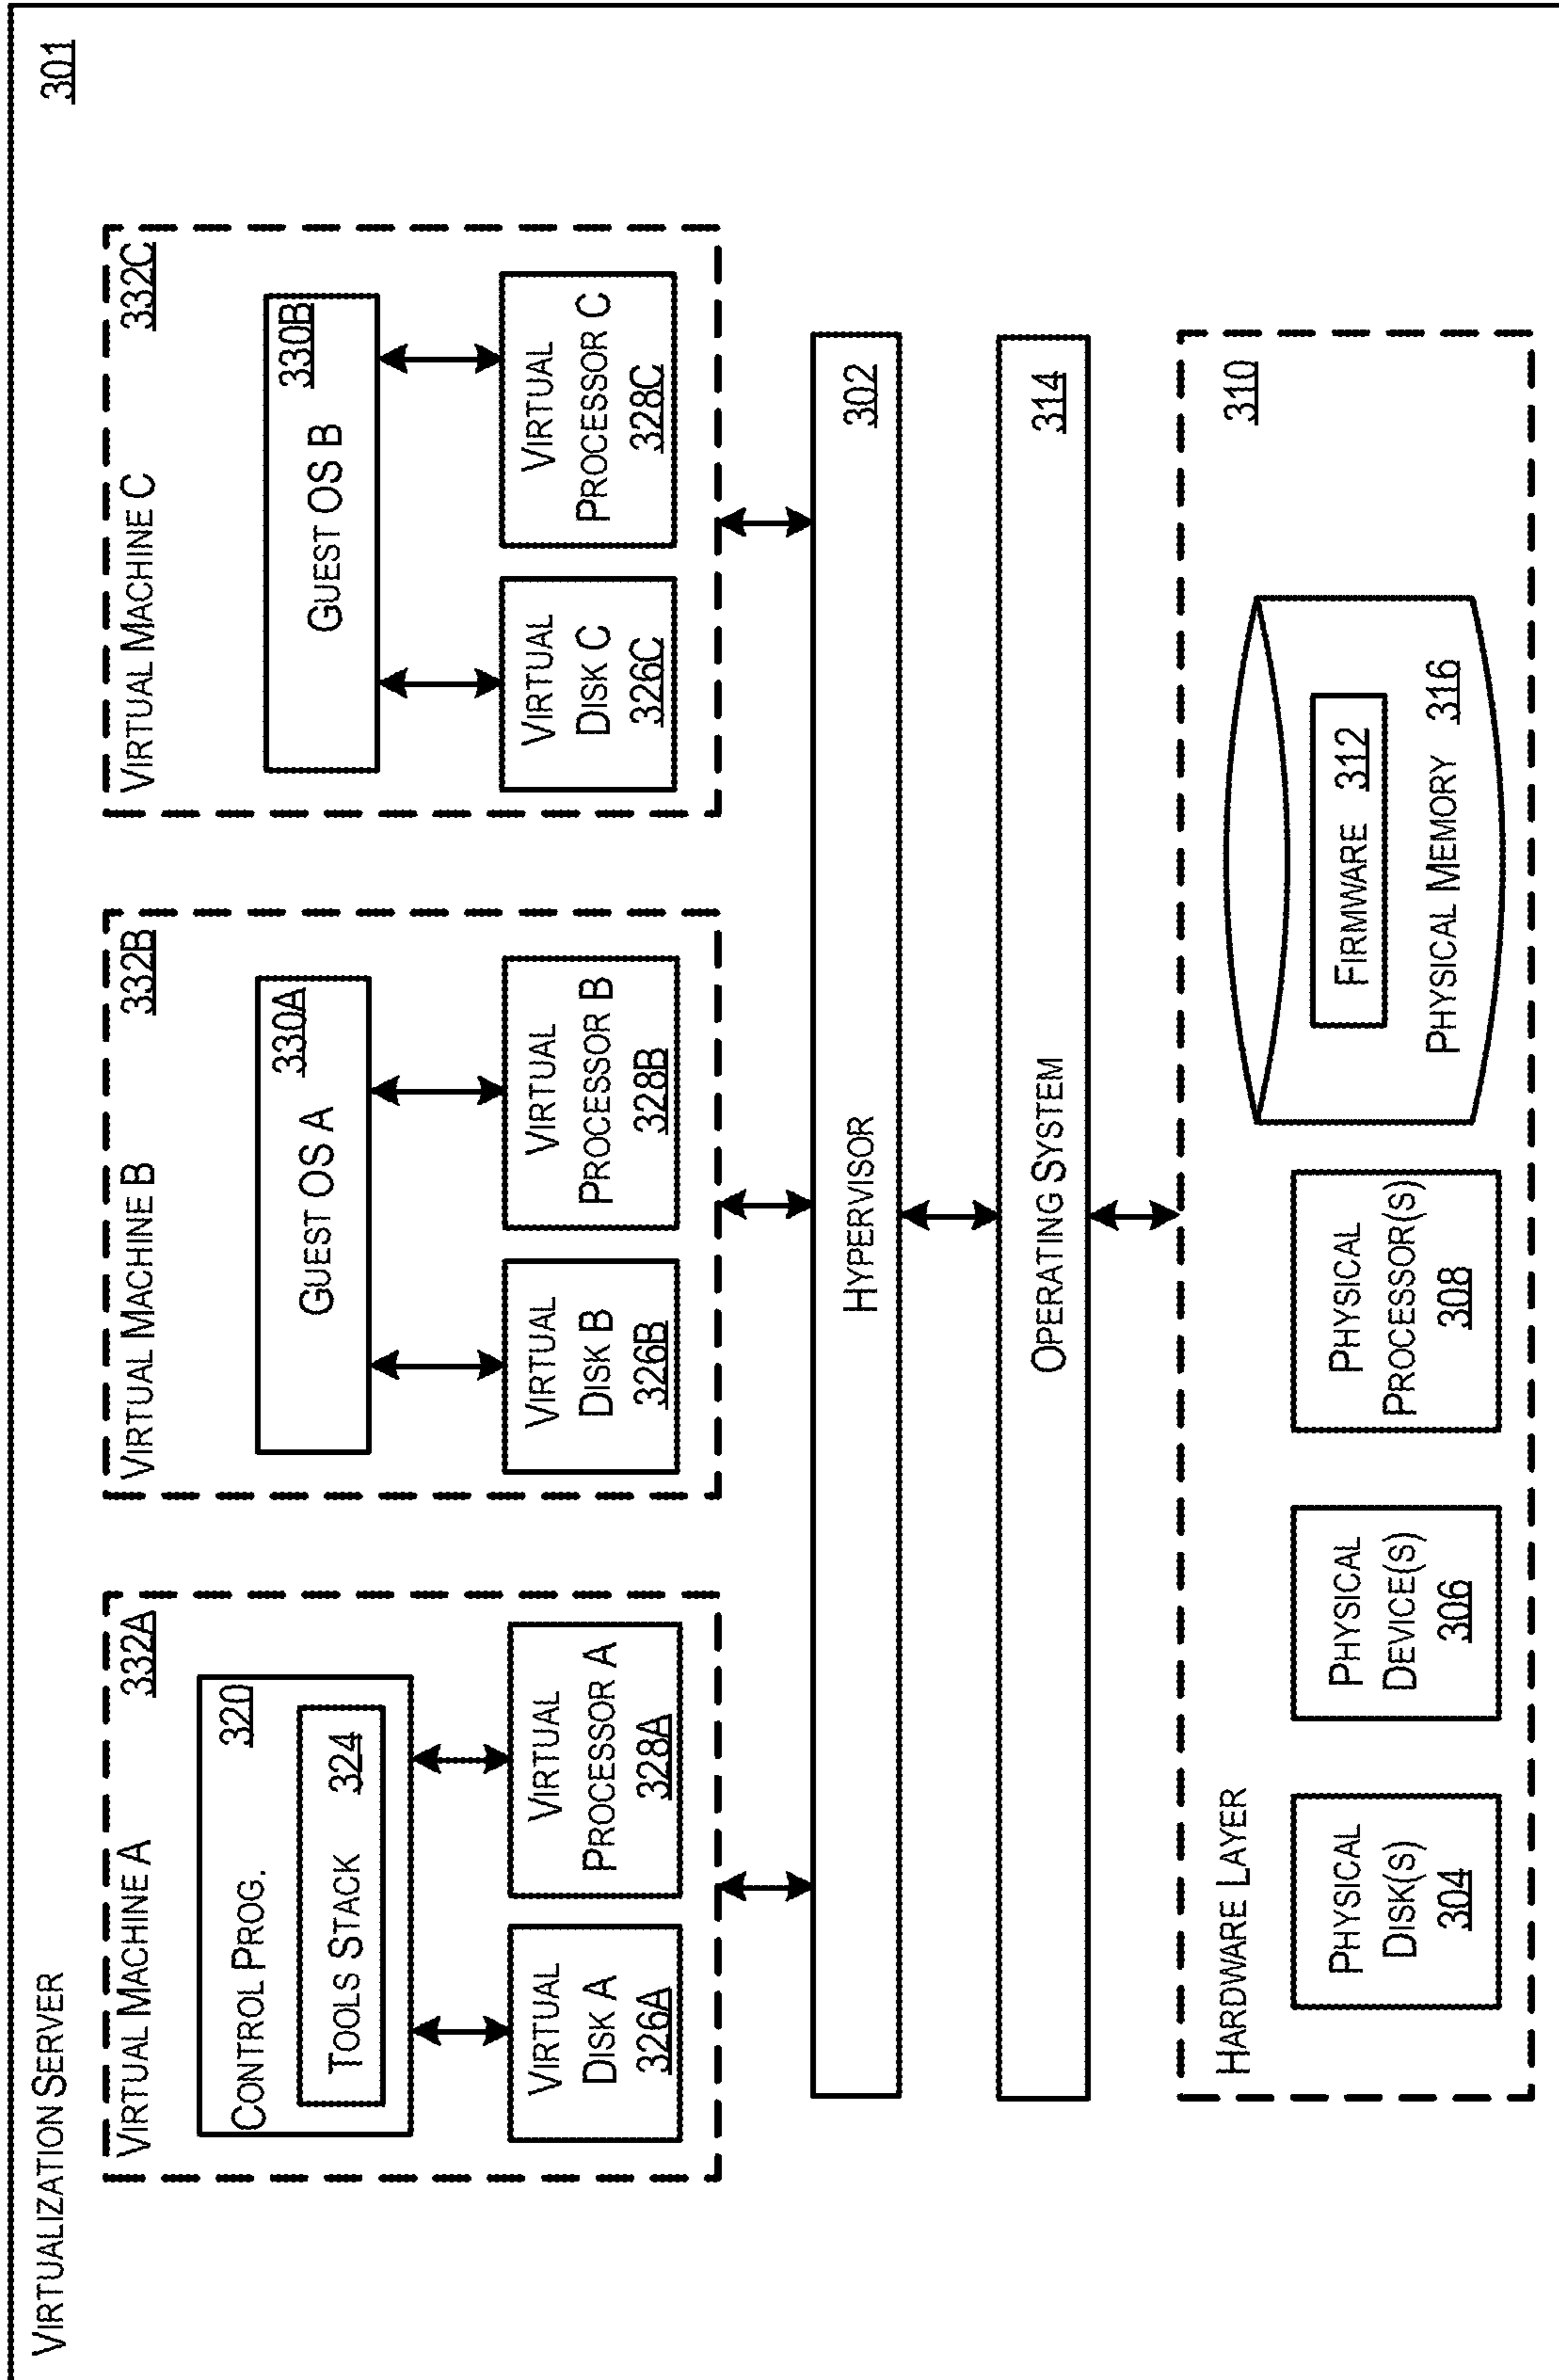 VIRTUALIZATION SERVER
301
VIRTUAL MACHINE A
332A
CONTROL PROG.
320
TOOLS STACK 324
VIRTUAL
DISK A
326A
VIRTUAL
PROCESSOR A
328A
VIRTUAL MACHINE B
332B
GUEST OS A
330A
VIRTUAL
DISK B
326B
VIRTUAL
PROCESSOR B
328B
VIRTUAL MACHINE C
332C
GUEST OS B
330B
VIRTUAL
DISK C
326C
VIRTUAL
PROCESSOR C
328C
HYPERVISOR
302
OPERATING SYSTEM
314
HARDWARE LAYER
310
PHYSICAL
DISK(S)
304
PHYSICAL
DEVICE(S)
306
PHYSICAL
PROCESSOR(S)
308
FIRMWARE 312
PHYSICAL MEMORY 316